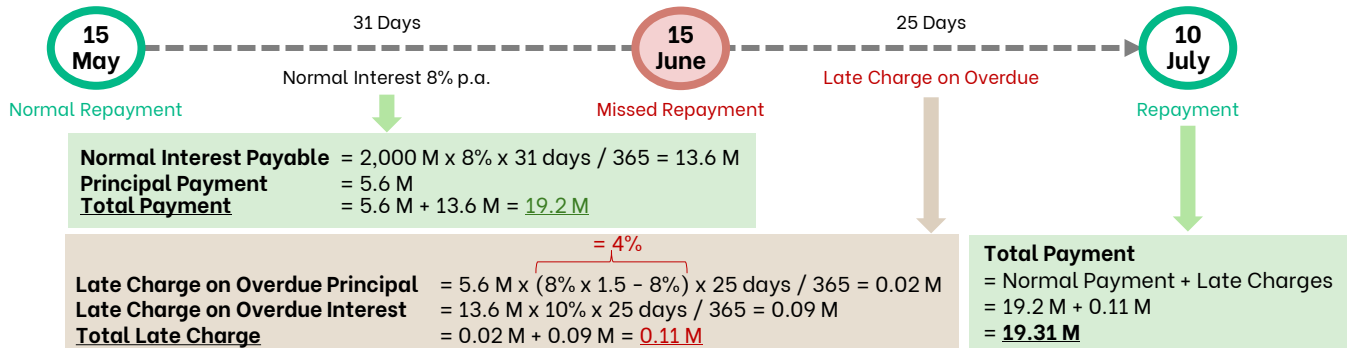 15 May
31 Days
15 June
25 Days
10 July
Normal Interest 8% p.a.
Late Charge on Overdue
Normal Repayment
Missed Repayment
Repayment
Normal Interest Payable = 2,000 M x 8% x 31 days / 365 = 13.6 M
Principal Payment = 5.6 M
Total Payment = 5.6 M + 13.6 M = 19.2 M
= 4%
Late Charge on Overdue Principal = 5.6 M x (8% x 1.5 - 8%) x 25 days / 365 = 0.02 M
Late Charge on Overdue Interest = 13.6 M x 10% x 25 days / 365 = 0.09 M
Total Late Charge = 0.02 M + 0.09 M = 0.11 M
Total Payment
= Normal Payment + Late Charges
= 19.2 M + 0.11 M
= 19.31 M